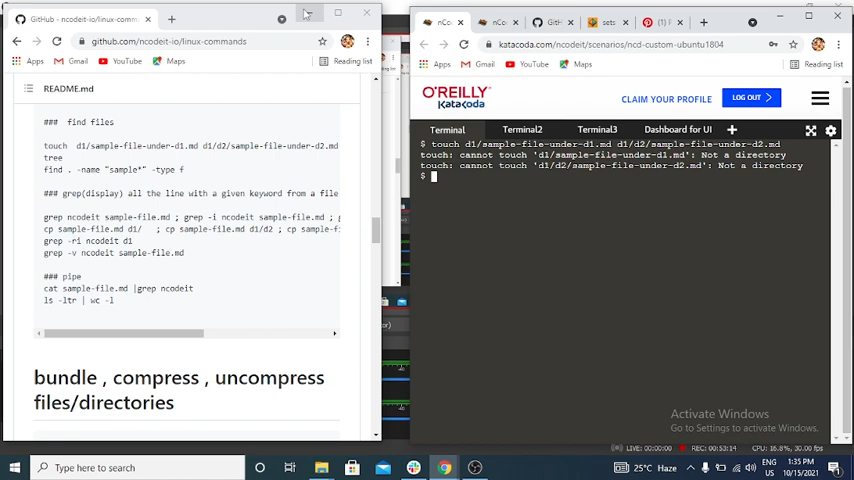 GitHub - ncodeit-io/linux-comm
github.com/ncodeit-io/linux-commands
Apps
Gmail
YouTube
Maps
Reading list
README.md
### find files
touch d1/sample-file-under-d1.md d1/d2/sample-file-under-d2.md
tree
find . -name "sample*" -type f
### grep(display) all the line with a given keyword from a file
grep ncodeit sample-file.md ; grep -i ncodeit sample-file.md ; g
cp sample-file.md d1/   ; cp sample-file.md d1/d2 ; cp sample-fi
grep -ri ncodeit d1
grep -v ncodeit sample-file.md
### pipe
cat sample-file.md |grep ncodeit
ls -ltr | wc -l
bundle , compress , uncompress
files/directories
nCo
nCo
GitH
sets
(1) F
katacoda.com/ncodeit/scenarios/ncd-custom-ubuntu1804
Apps
Gmail
YouTube
Maps
Reading list
O'REILLY
Katacoda
CLAIM YOUR PROFILE
LOG OUT
Terminal
Terminal2
Terminal3
Dashboard for UI
$ touch d1/sample-file-under-d1.md d1/d2/sample-file-under-d2.md
touch: cannot touch 'd1/sample-file-under-d1.md': Not a directory
touch: cannot touch 'd1/d2/sample-file-under-d2.md': Not a directory
$
Activate Windows
Go to Settings to activate Windows.
LIVE: 00:00:00
REC: 00:53:14
CPU: 16.8%, 30.00 fps
Type here to search
25°C Haze
ENG
US
1:35 PM
10/15/2021